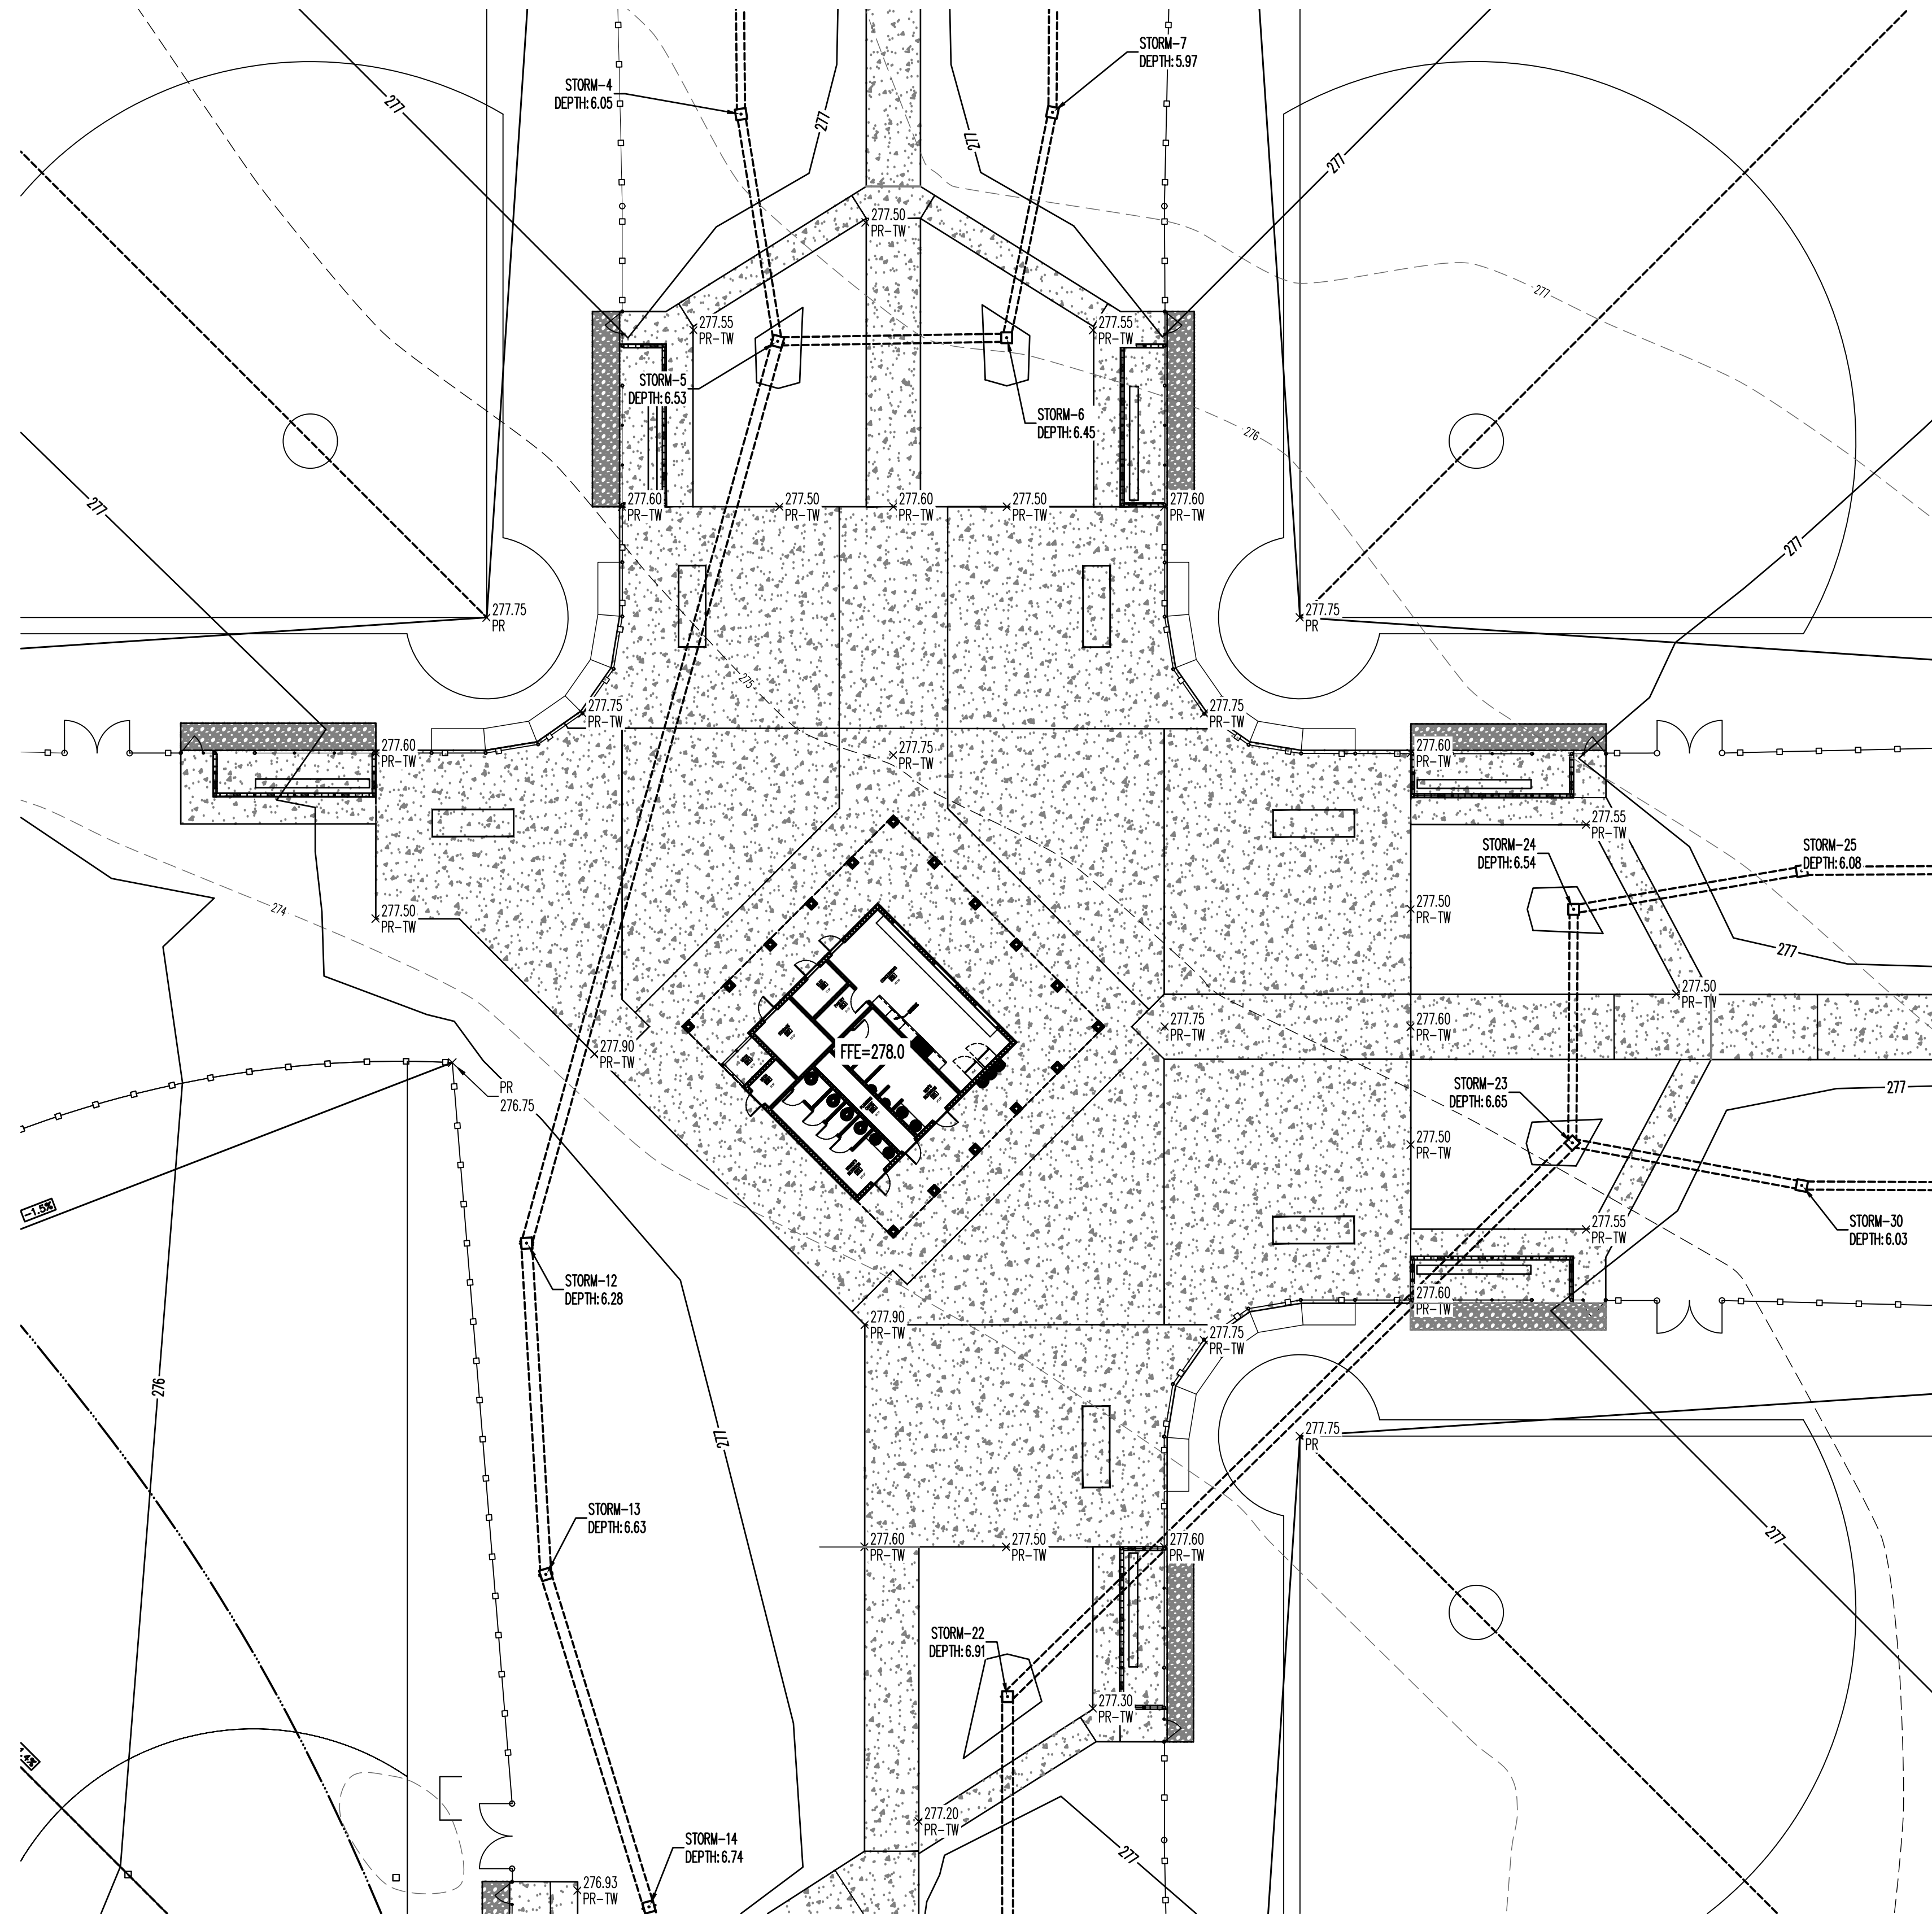 STORM-7
DEPTH: 5.97
STORM-4
DEPTH: 6.05
277
277
277
277
277.50
PR-TW
277
277.55
PR-TW
277.55
PR-TW
STORM-5
DEPTH: 6.53
STORM-6
DEPTH: 6.45
276
277
277.60
PR-TW
277.50
PR-TW
277.60
PR-TW
277.50
PR-TW
277.60
PR-TW
277
277.75
PR
277.75
PR
275
277.75
PR-TW
277.75
PR-TW
277.60
PR-TW
277.75
PR-TW
277.60
PR-TW
277.55
PR-TW
STORM-24
DEPTH: 6.54
STORM-25
DEPTH: 6.08
274
277.50
PR-TW
277.50
PR-TW
277
277.50
PR-TW
277.75
PR-TW
277.60
PR-TW
277.90
PR-TW
FFE=278.0
PR
276.75
STORM-23
DEPTH: 6.65
277
277.50
PR-TW
-1.5%
277.55
PR-TW
STORM-30
DEPTH: 6.03
STORM-12
DEPTH: 6.28
277.60
PR-TW
277.90
PR-TW
277.75
PR-TW
276
277
277.75
PR
STORM-13
DEPTH: 6.63
277.60
PR-TW
277.50
PR-TW
277.60
PR-TW
277
STORM-22
DEPTH: 6.91
277.30
PR-TW
277.20
PR-TW
STORM-14
DEPTH: 6.74
277
276.93
PR-TW